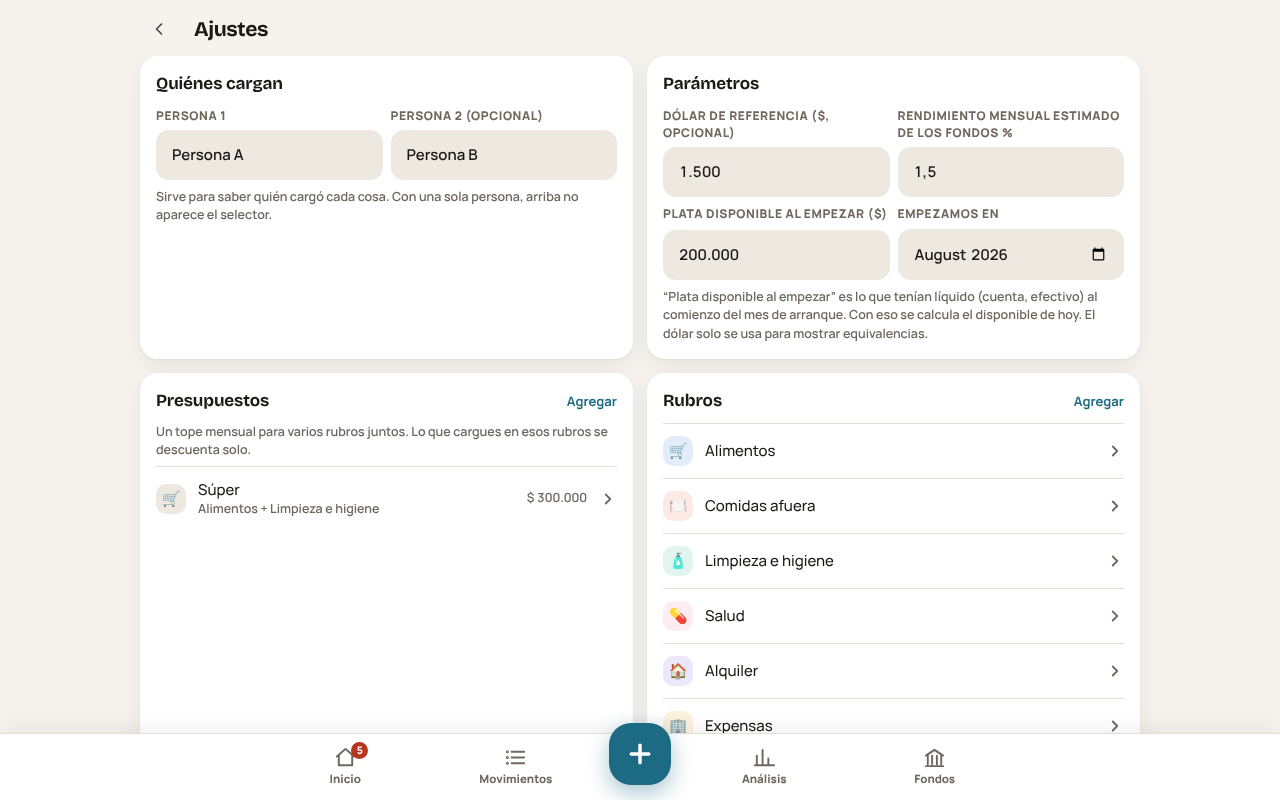 Ajustes
Quiénes cargan
PERSONA 1
PERSONA 2 (OPCIONAL)
Persona A
Persona B
Sirve para saber quién cargó cada cosa. Con una sola persona, arriba no
aparece el selector.
Parámetros
DÓLAR DE REFERENCIA ($,
OPCIONAL)
RENDIMIENTO MENSUAL ESTIMADO
DE LOS FONDOS %
1.500
1,5
PLATA DISPONIBLE AL EMPEZAR ($)
EMPEZAMOS EN
200.000
August 2026
“Plata disponible al empezar” es lo que tenían líquido (cuenta, efectivo) al
comienzo del mes de arranque. Con eso se calcula el disponible de hoy. El
dólar solo se usa para mostrar equivalencias.
Presupuestos
Agregar
Un tope mensual para varios rubros juntos. Lo que cargues en esos rubros se
descuenta solo.
Súper
Alimentos + Limpieza e higiene
$ 300.000
Rubros
Agregar
Alimentos
Comidas afuera
Limpieza e higiene
Salud
Alquiler
Expensas
5
Inicio
Movimientos
Análisis
Fondos